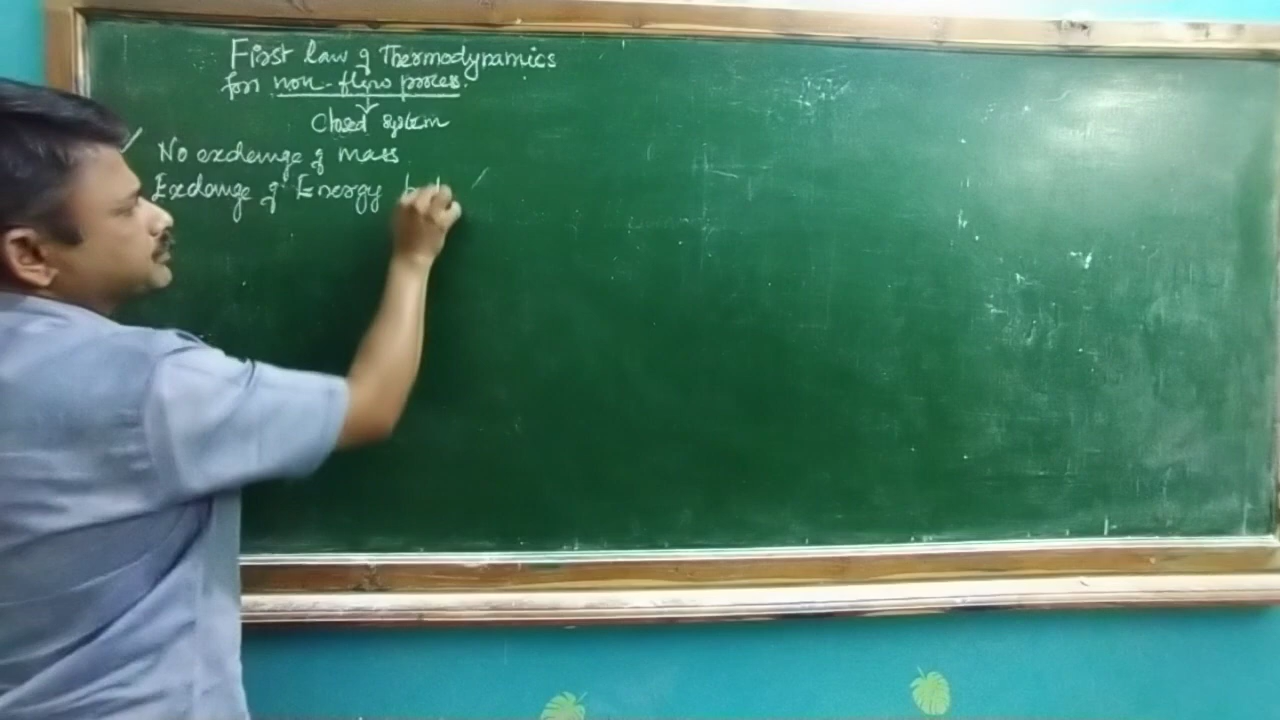 First law of Thermodynamics
for non-flow process.
Closed system
No exchange of mass
Exchange of Energy